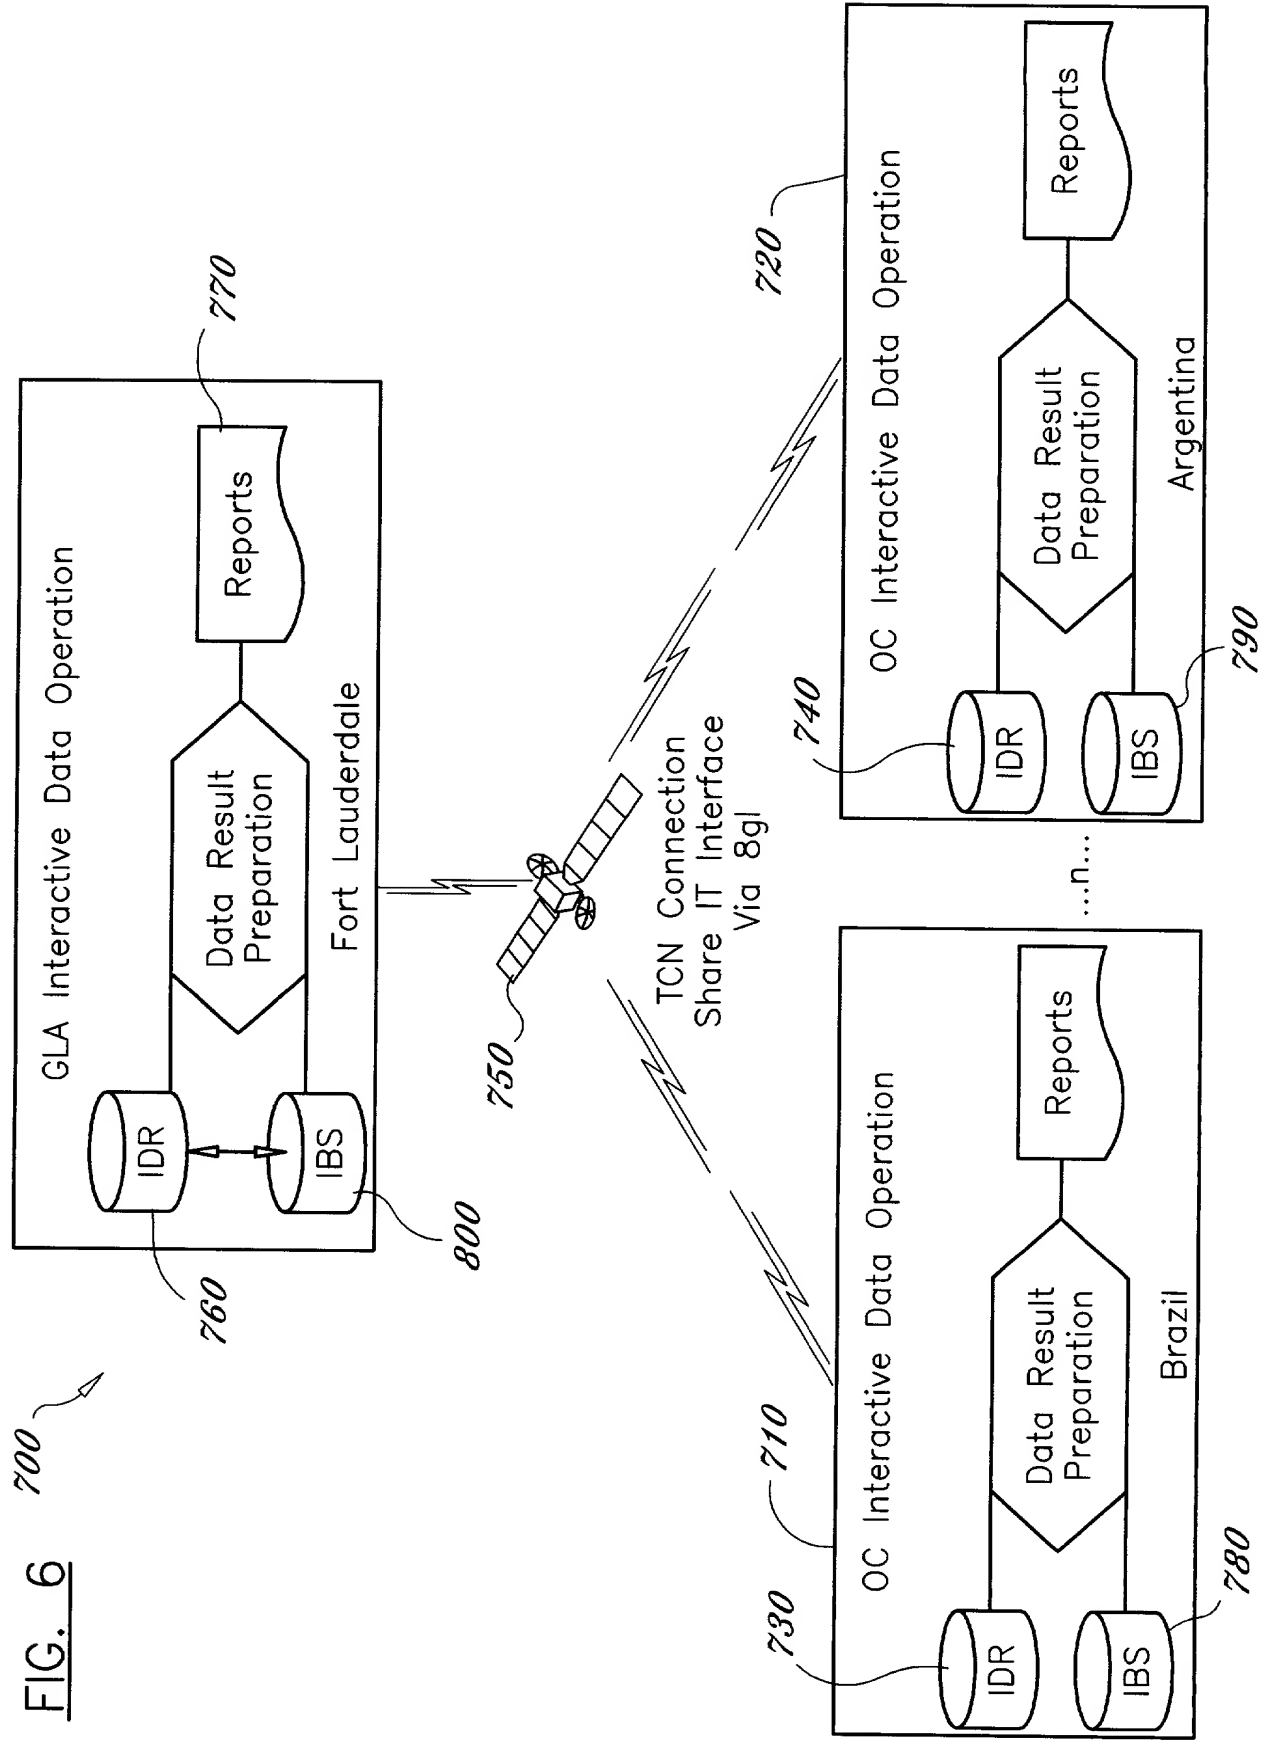 FIG. 6
700
GLA Interactive Data Operation
760
IDR
IBS
800
Data Result
Preparation
Reports
770
Fort Lauderdale
750
TCN Connection
Share IT Interface
Via 8gl
710
OC Interactive Data Operation
730
IDR
IBS
780
Data Result
Preparation
Reports
Brazil
....n...
720
OC Interactive Data Operation
740
IDR
IBS
790
Data Result
Preparation
Reports
Argentina